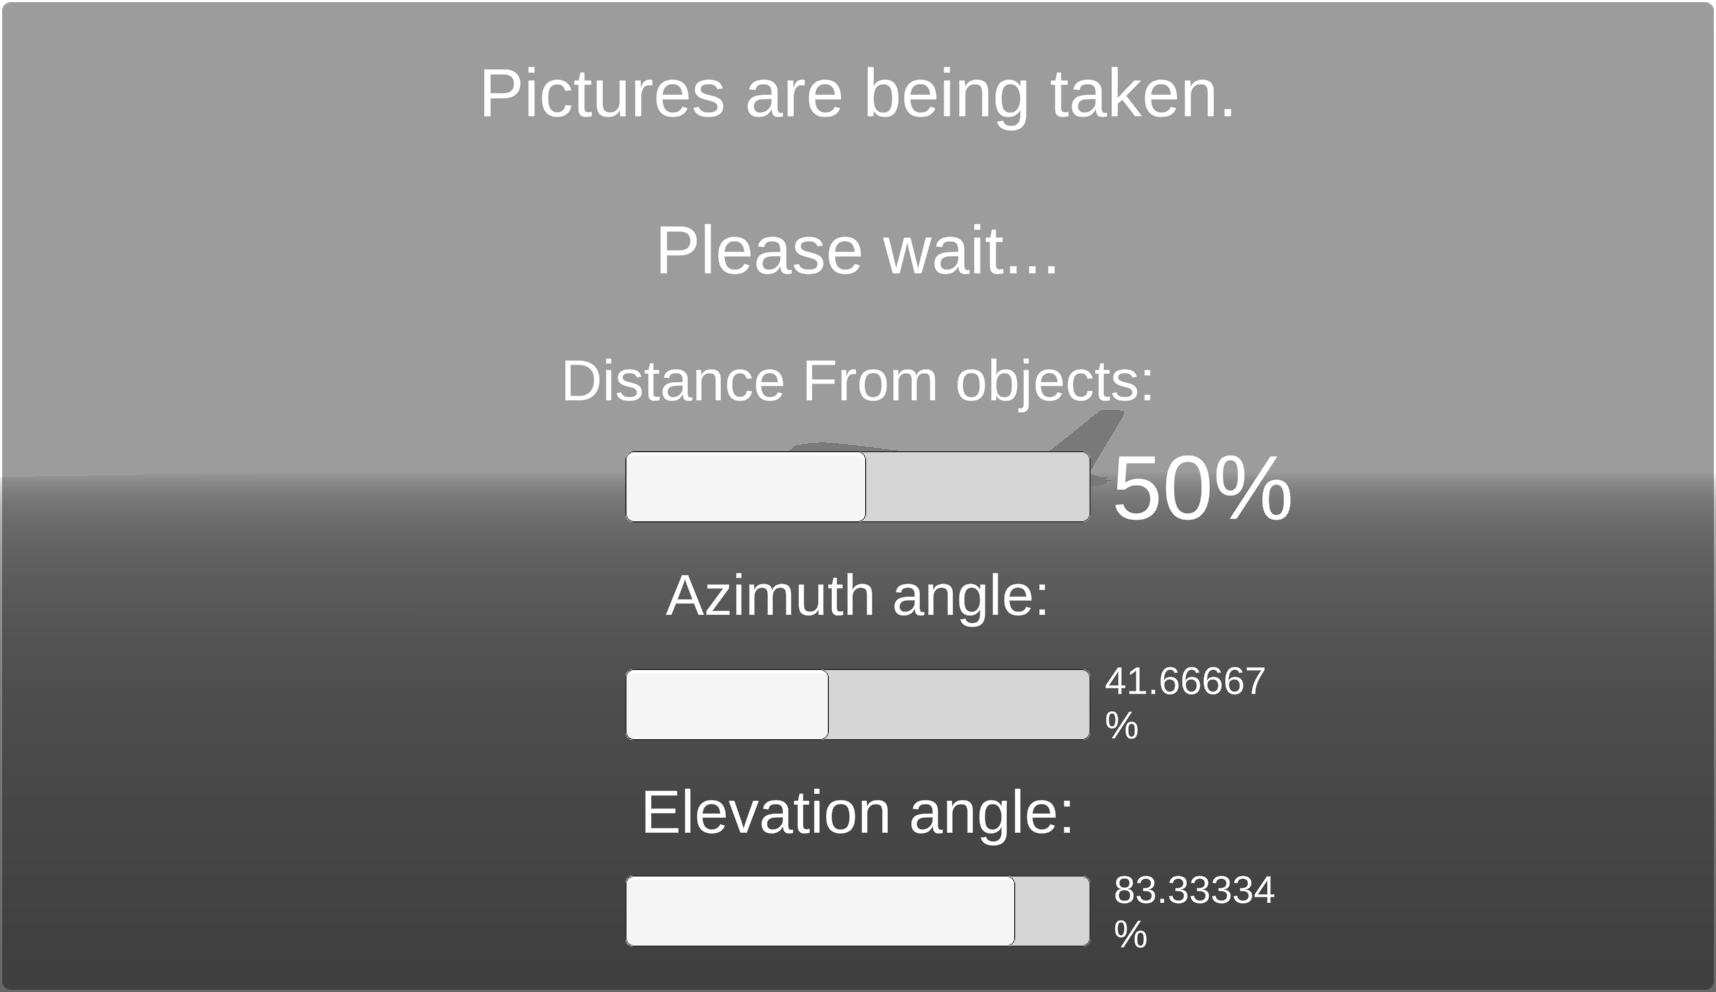 Pictures are being taken.
Please wait...
Distance From objects:
50%
Azimuth angle:
41.66667
%
Elevation angle:
83.33334
%